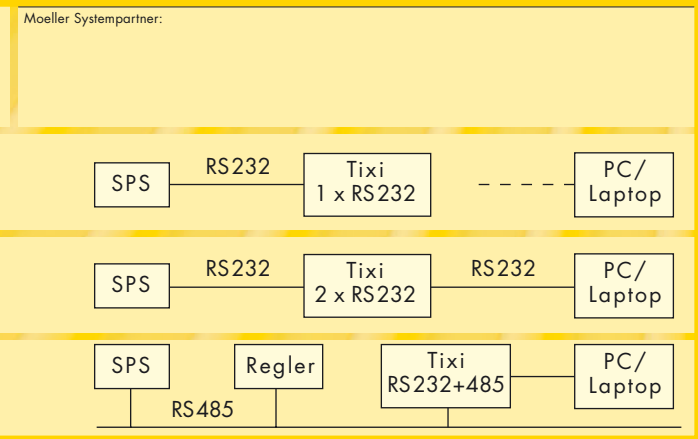 Moeller Systempartner:
SPS
RS232
Tixi
1 x RS232
PC/
Laptop
SPS
RS232
Tixi
2 x RS232
RS232
PC/
Laptop
SPS
Regler
Tixi
RS232+485
PC/
Laptop
RS485